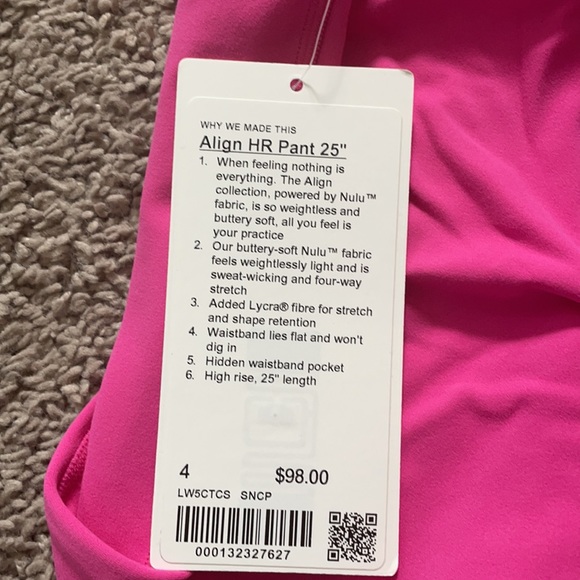 WHY WE MADE THIS
Align HR Pant 25"
1. When feeling nothing is
everything. The Align
collection, powered by Nulu™
fabric, is so weightless and
buttery soft, all you feel is
your practice
2. Our buttery-soft Nulu™ fabric
feels weightlessly light and is
sweat-wicking and four-way
stretch
3. Added Lycra® fibre for stretch
and shape retention
4. Waistband lies flat and won't
dig in
5. Hidden waistband pocket
6. High rise, 25" length
4 $98.00
LW5CTCS SNCP
000132327627